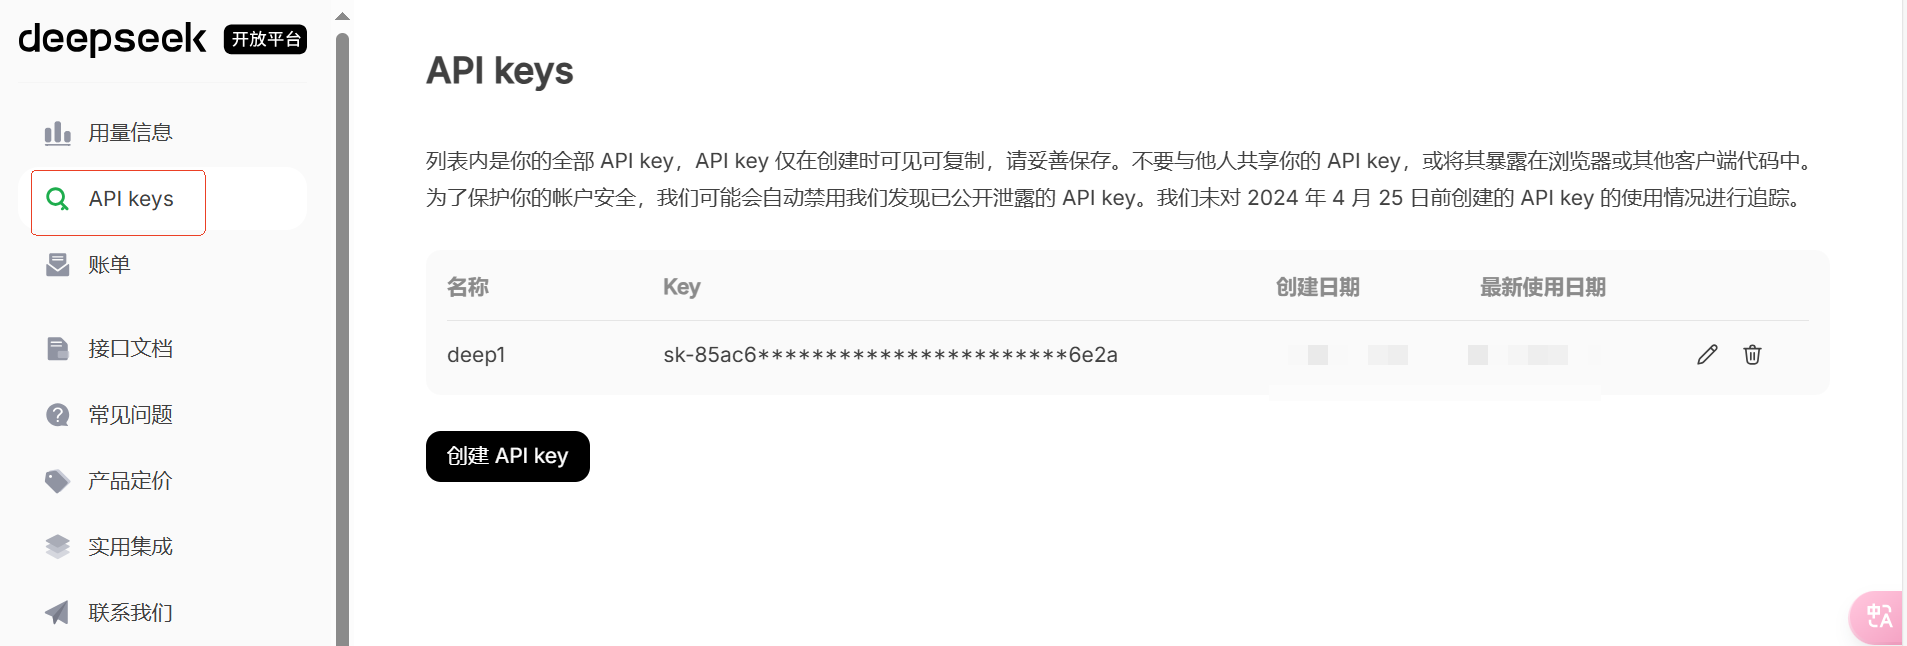 deepseek 开放平台
用量信息
API keys
账单
接口文档
常见问题
产品定价
实用集成
联系我们
API keys
列表内是你的全部 API key，API key 仅在创建时可见可复制，请妥善保存。不要与他人共享你的 API key，或将其暴露在浏览器或其他客户端代码中。
为了保护你的帐户安全，我们可能会自动禁用我们发现已公开泄露的 API key。我们未对 2024 年 4 月 25 日前创建的 API key 的使用情况进行追踪。
名称 Key 创建日期 最新使用日期
deep1 sk-85ac6***********************6e2a
创建 API key
中 A